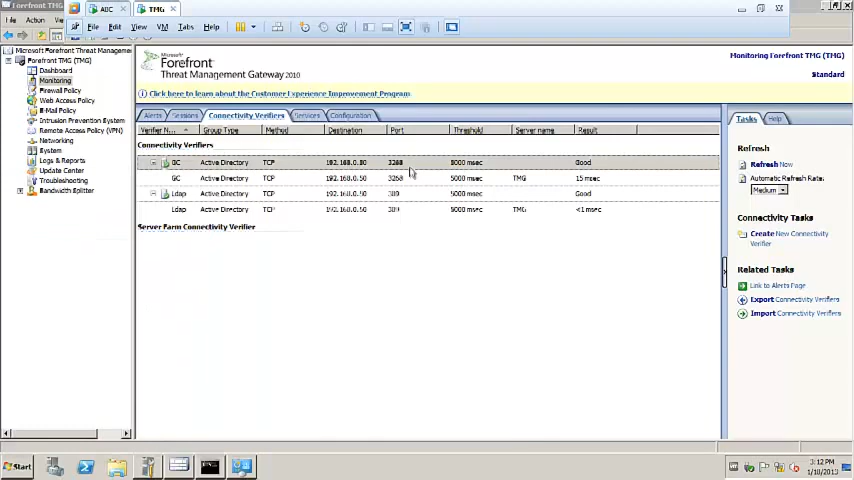 ABC
TMG
File Edit View VM Tabs Help
File Action View
Microsoft Forefront Threat Manageme
Forefront TMG (TMG)
Dashboard
Monitoring
Firewall Policy
Web Access Policy
E-Mail Policy
Intrusion Prevention System
Remote Access Policy (VPN)
Networking
System
Logs & Reports
Update Center
Troubleshooting
Bandwidth Splitter
Microsoft
Forefront
Threat Management Gateway 2010
Monitoring Forefront TMG (TMG)
Standard
Click here to learn about the Customer Experience Improvement Program.
Alerts Sessions Connectivity Verifiers Services Configuration
Verifier N... Group Type Method Destination Port Threshold Server name Result
Connectivity Verifiers
GC Active Directory TCP 192.168.0.50 3268 5000 msec Good
GC Active Directory TCP 192.168.0.50 3268 5000 msec TMG 15 msec
Ldap Active Directory TCP 192.168.0.50 389 5000 msec Good
Ldap Active Directory TCP 192.168.0.50 389 5000 msec TMG <1 msec
Server Farm Connectivity Verifier
Tasks Help
Refresh
Refresh Now
Automatic Refresh Rate:
Medium
Connectivity Tasks
Create New Connectivity
Verifier
Related Tasks
Link to Alerts Page
Export Connectivity Verifiers
Import Connectivity Verifiers
Start
3:12 PM
1/10/2013